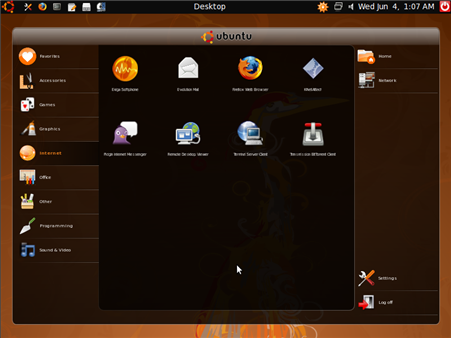 Desktop
Wed Jun 4, 1:07 AM
ubuntu
Favorites
Accessories
Games
Graphics
Internet
Office
Other
Programming
Sound & Video
Ekiga Softphone
Evolution Mail
Firefox Web Browser
Pidgin Internet Messenger
Remote Desktop Viewer
Terminal Server Client
Transmission BitTorrent Client
Home
Network
Settings
Log off